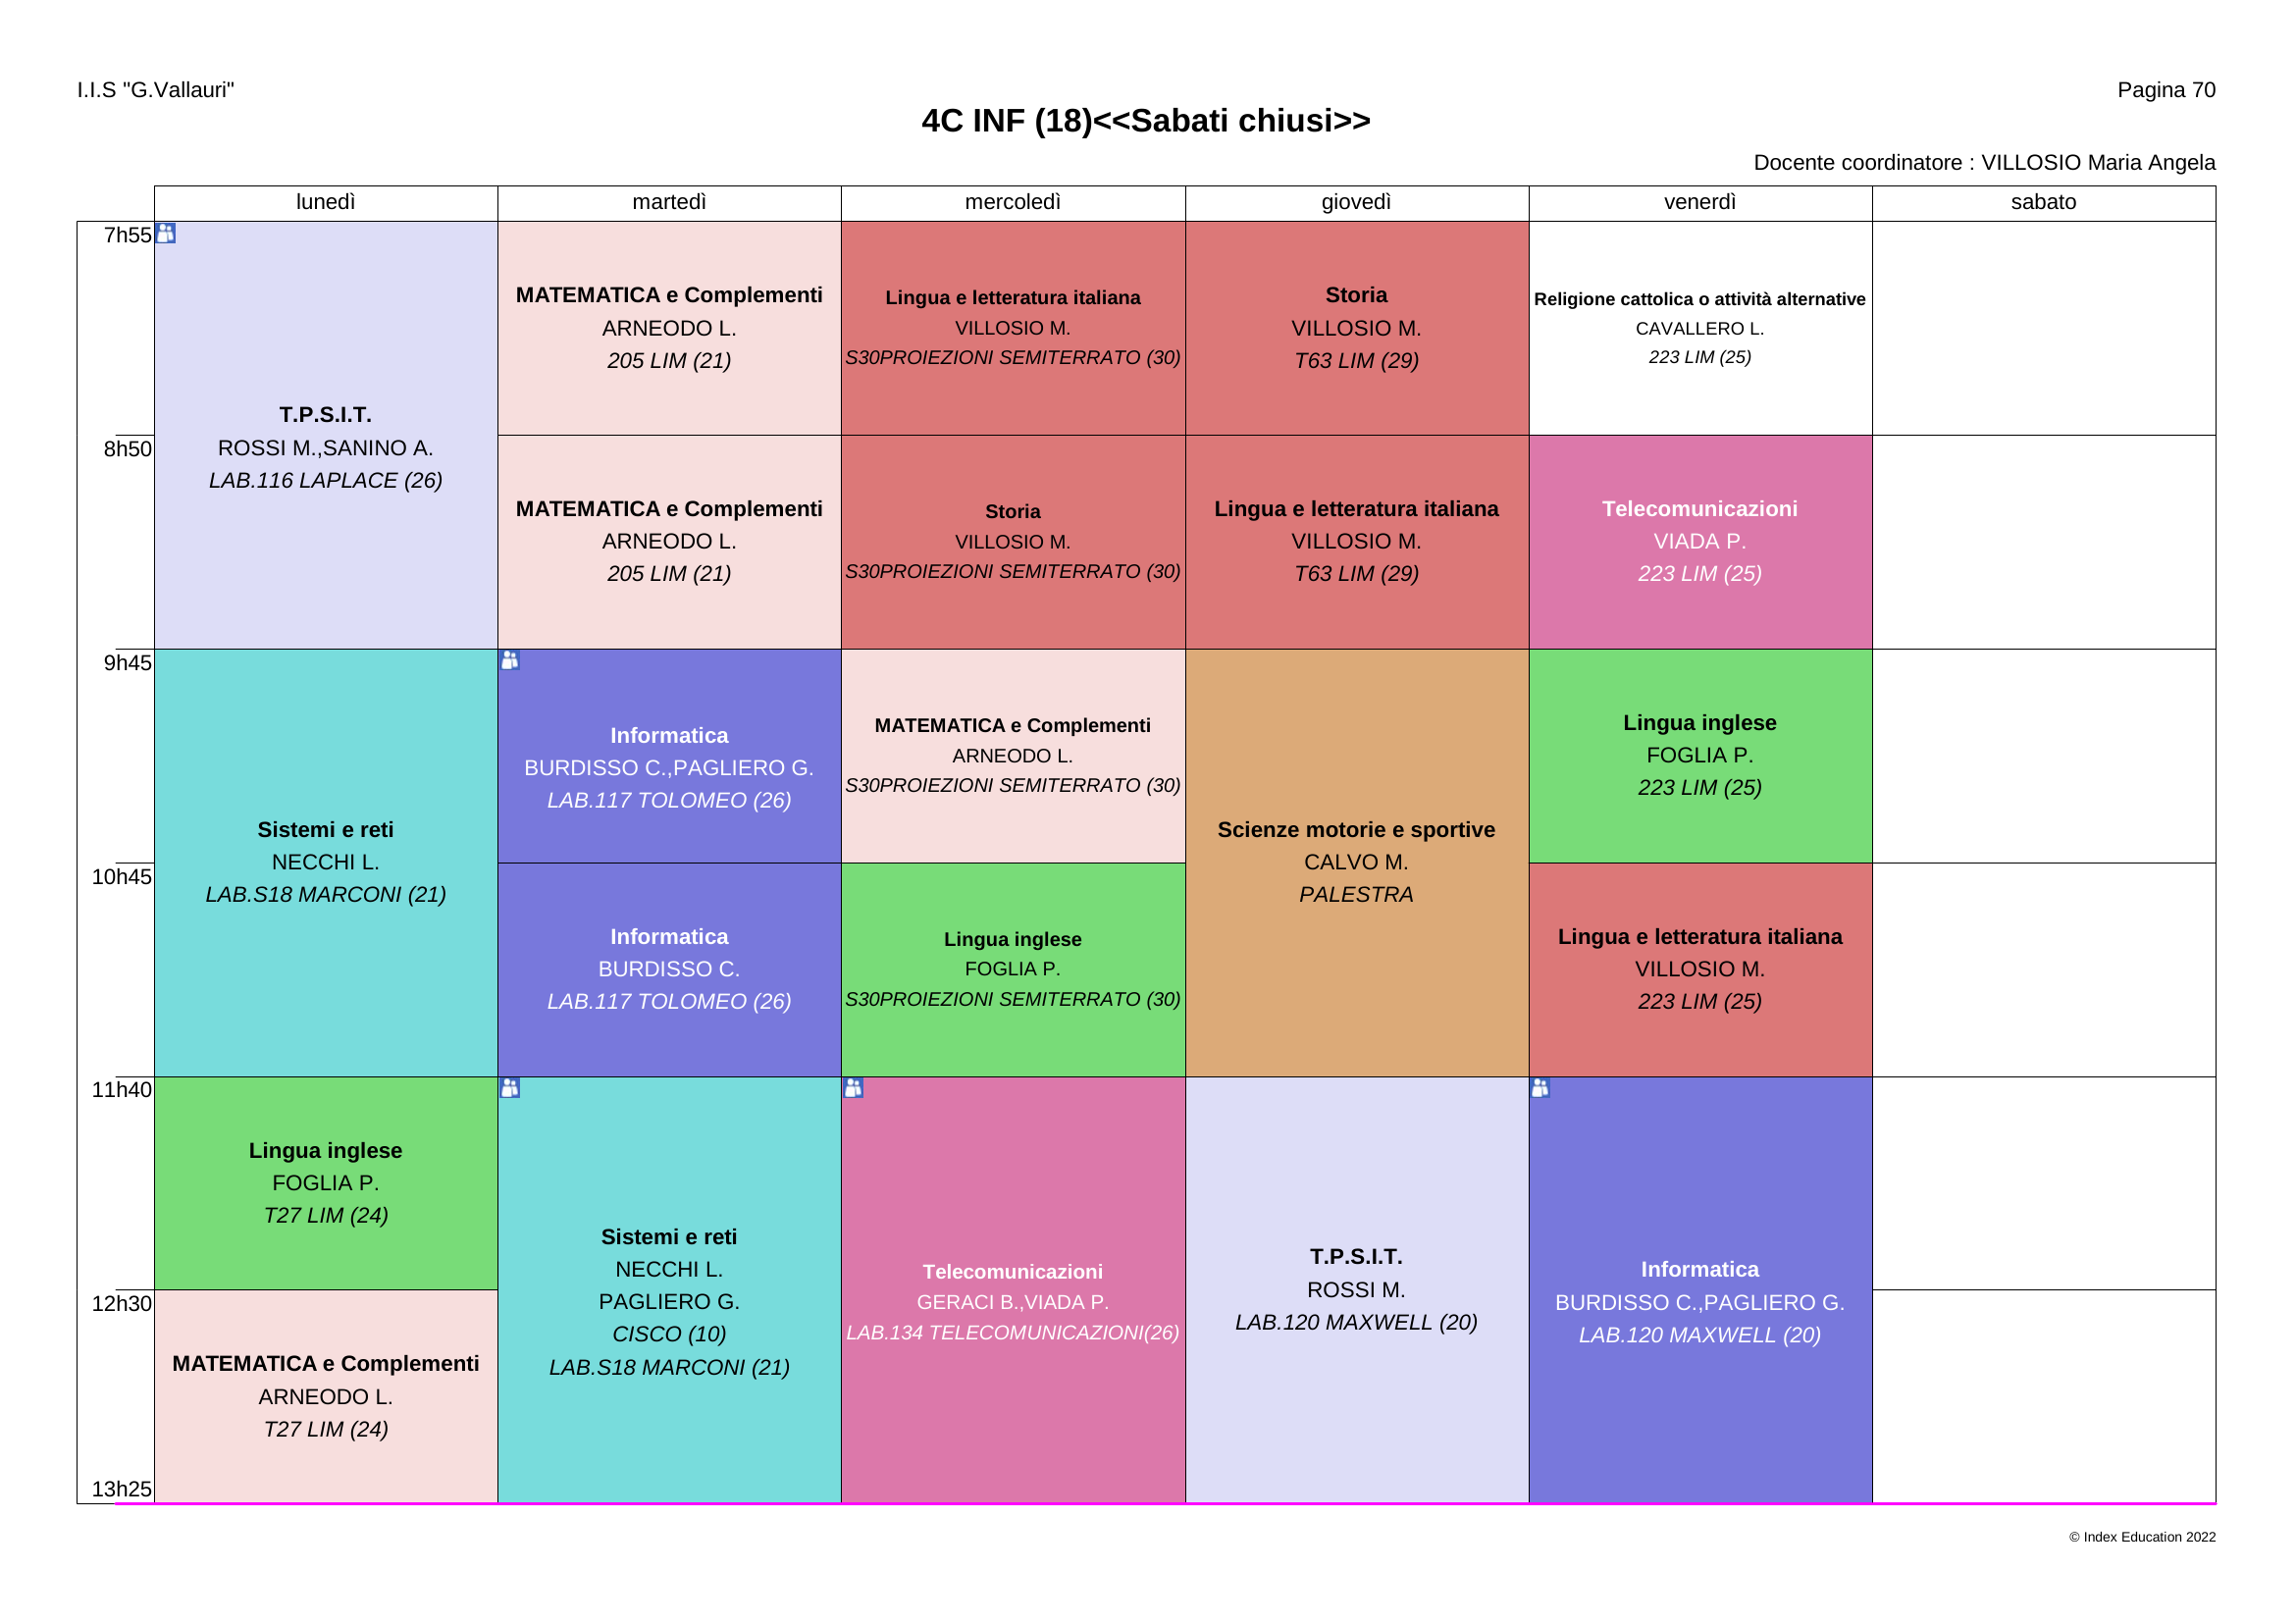 I.I.S "G.Vallauri"
Pagina 70
4C INF (18)<<Sabati chiusi>>
Docente coordinatore : VILLOSIO Maria Angela
lunedì
martedì
mercoledì
giovedì
venerdì
sabato
7h55
T.P.S.I.T.
ROSSI M.,SANINO A.
LAB.116 LAPLACE (26)
MATEMATICA e Complementi
ARNEODO L.
205 LIM (21)
Lingua e letteratura italiana
VILLOSIO M.
S30PROIEZIONI SEMITERRATO (30)
Storia
VILLOSIO M.
T63 LIM (29)
Religione cattolica o attività alternative
CAVALLERO L.
223 LIM (25)
8h50
MATEMATICA e Complementi
ARNEODO L.
205 LIM (21)
Storia
VILLOSIO M.
S30PROIEZIONI SEMITERRATO (30)
Lingua e letteratura italiana
VILLOSIO M.
T63 LIM (29)
Telecomunicazioni
VIADA P.
223 LIM (25)
9h45
Sistemi e reti
NECCHI L.
LAB.S18 MARCONI (21)
Informatica
BURDISSO C.,PAGLIERO G.
LAB.117 TOLOMEO (26)
MATEMATICA e Complementi
ARNEODO L.
S30PROIEZIONI SEMITERRATO (30)
Scienze motorie e sportive
CALVO M.
PALESTRA
Lingua inglese
FOGLIA P.
223 LIM (25)
10h45
Informatica
BURDISSO C.
LAB.117 TOLOMEO (26)
Lingua inglese
FOGLIA P.
S30PROIEZIONI SEMITERRATO (30)
Lingua e letteratura italiana
VILLOSIO M.
223 LIM (25)
11h40
Lingua inglese
FOGLIA P.
T27 LIM (24)
Sistemi e reti
NECCHI L.
PAGLIERO G.
CISCO (10)
LAB.S18 MARCONI (21)
Telecomunicazioni
GERACI B.,VIADA P.
LAB.134 TELECOMUNICAZIONI(26)
T.P.S.I.T.
ROSSI M.
LAB.120 MAXWELL (20)
Informatica
BURDISSO C.,PAGLIERO G.
LAB.120 MAXWELL (20)
12h30
MATEMATICA e Complementi
ARNEODO L.
T27 LIM (24)
13h25
© Index Education 2022